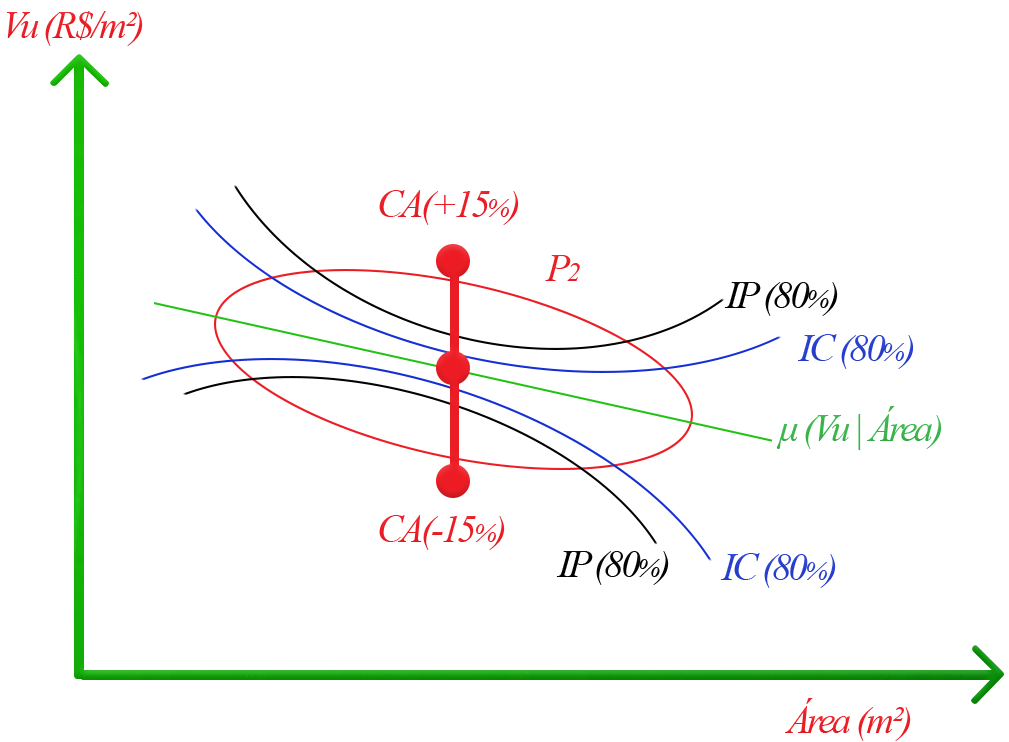 Vu (R$/m²)
CA(+15%)
P2
IP (80%)
IC (80%)
μ (Vu | Área)
CA(-15%)
IP (80%)
IC (80%)
Área (m²)